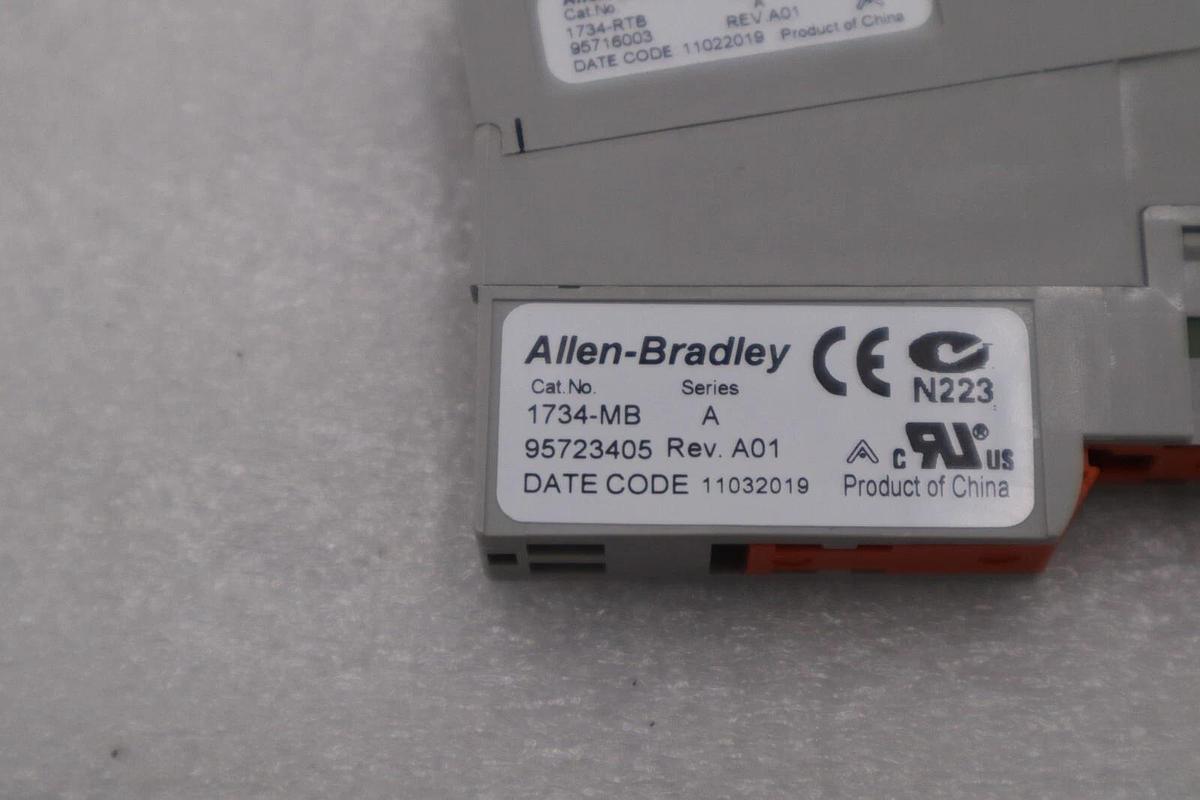 Cat.No. A
1734-RTB REV.A01
95716003
DATE CODE 11022019 Product of China
Allen-Bradley CE
Cat.No. Series N223
1734-MB A
95723405 Rev. A01 c RU ® US
DATE CODE 11032019 Product of China